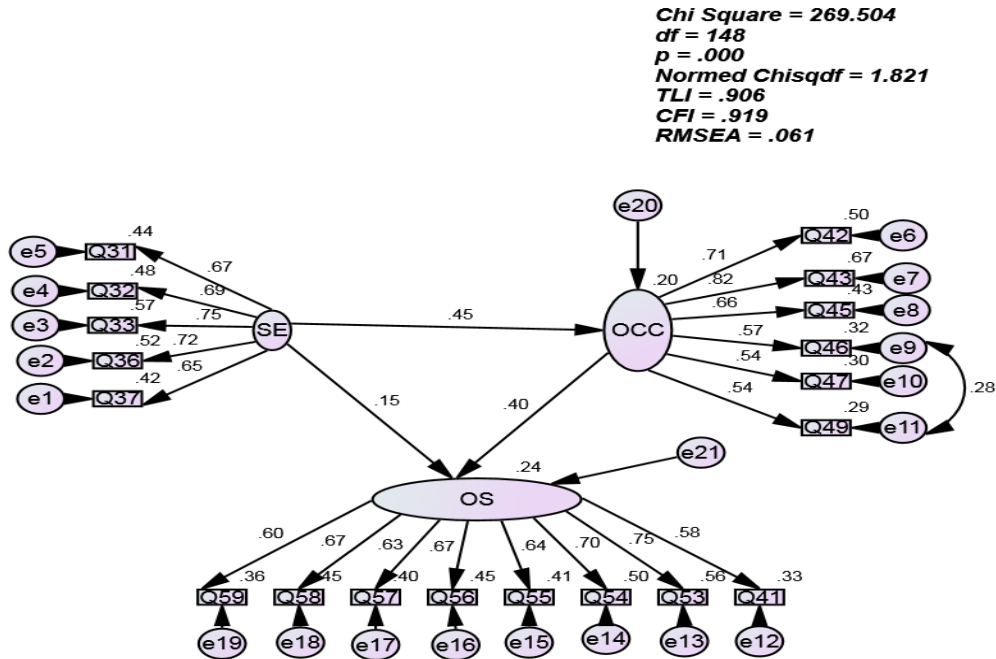 Chi Square = 269.504
df = 148
p = .000
Normed Chisqdf = 1.821
TLI = .906
CFI = .919
RMSEA = .061
e20
.44 .50
e5 Q31 Q42 e6
.67 .71
.48 .20 .82 .67
e4 Q32 .69 Q43 e7
.57 .75 .66 .43
e3 Q33 SE .45 OCC Q45 e8
.52 .72 .57 .32
e2 Q36 Q46 e9
.42 .65 .54 .30
e1 Q37 Q47 e10
.28
.15 .40 .54 .29
Q49 e11
.24 e21
OS
.60 .67 .63 .67 .64 .70 .75 .58
.36 .45 .40 .45 .41 .50 .56 .33
Q59 Q58 Q57 Q56 Q55 Q54 Q53 Q41
e19 e18 e17 e16 e15 e14 e13 e12